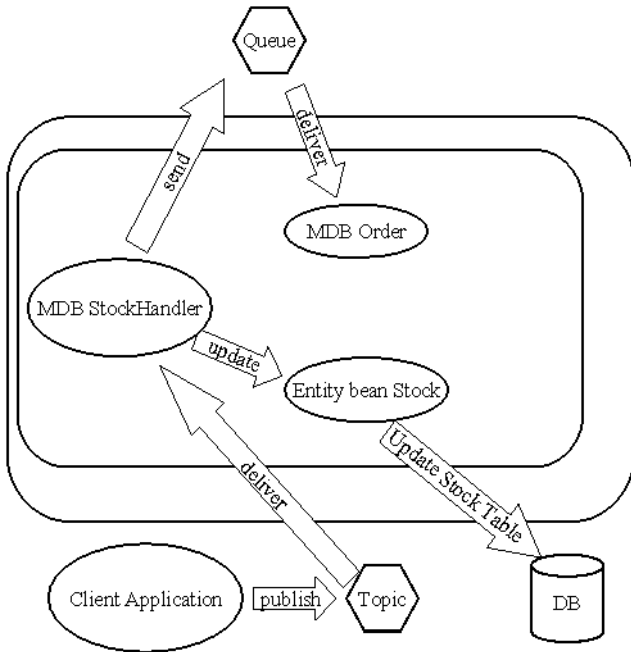 Queue
send
deliver
MDB Order
MDB StockHandler
update
Entity bean Stock
deliver
Update Stock Table
Client Application
publish
Topic
DB